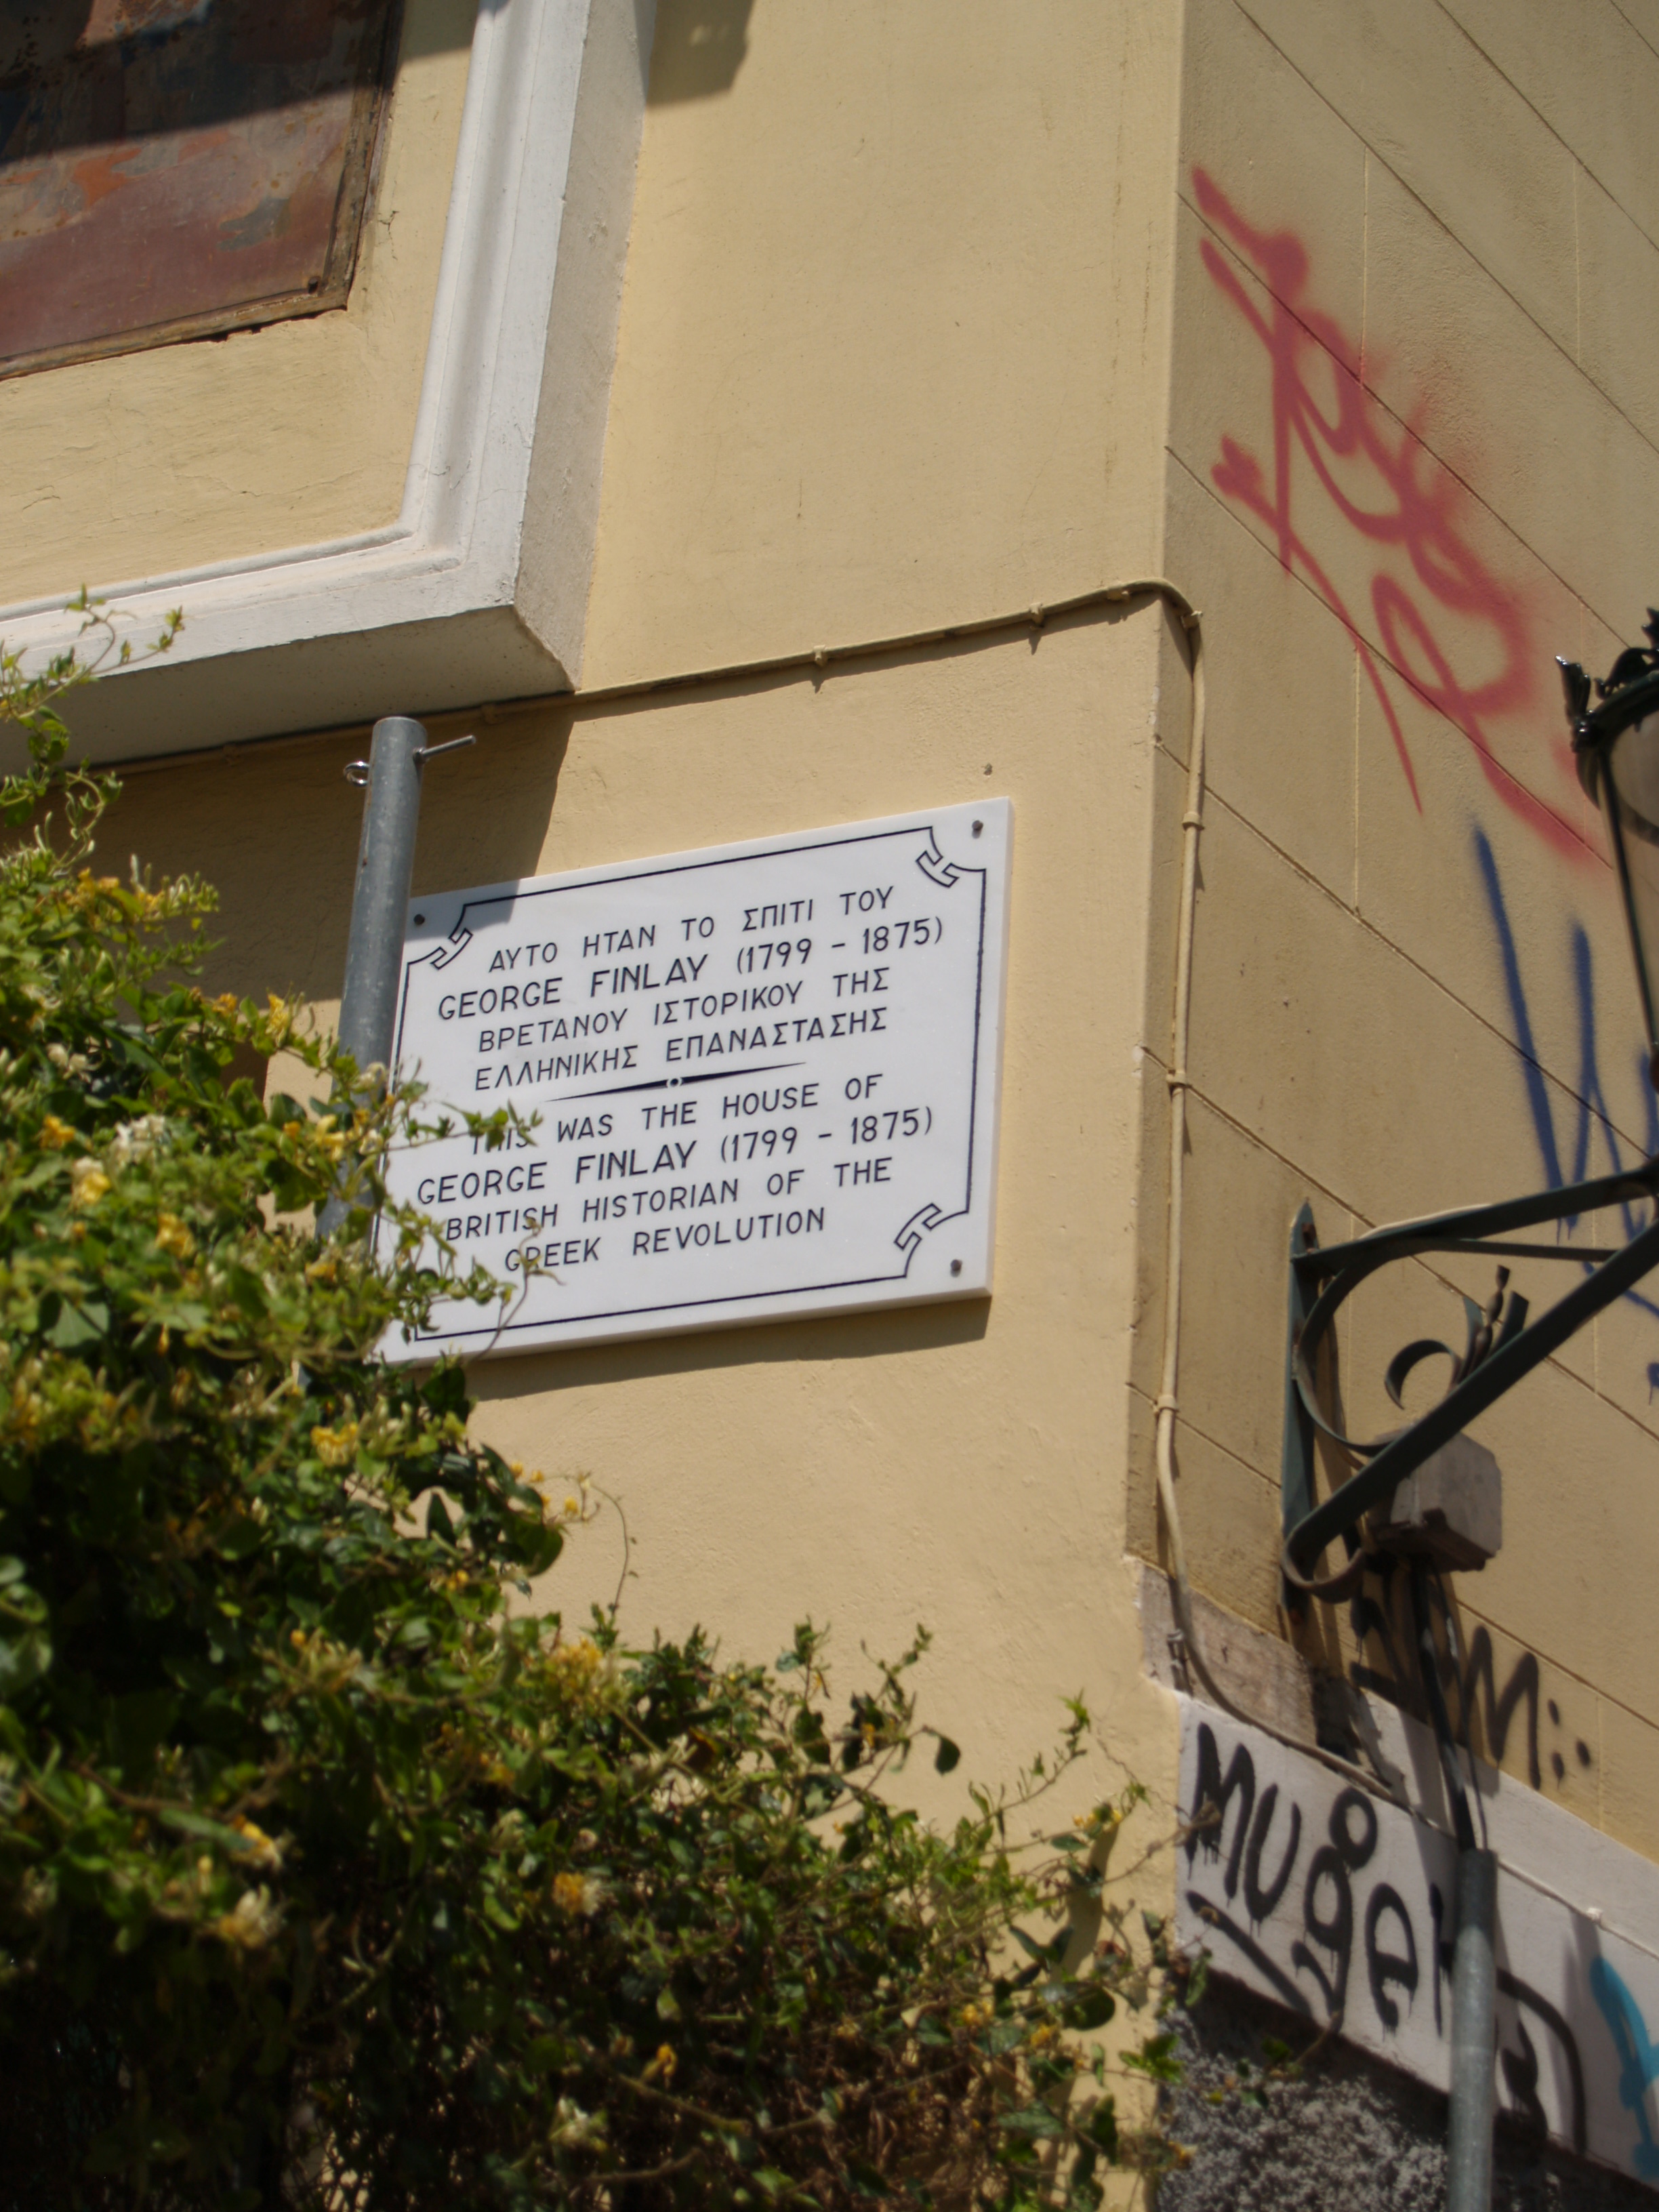 ΑΥΤΟ ΗΤΑΝ ΤΟ ΣΠΙΤΙ ΤΟΥ
GEORGE FINLAY (1799 - 1875)
ΒΡΕΤΑΝΟΥ ΙΣΤΟΡΙΚΟΥ ΤΗΣ
ΕΛΛΗΝΙΚΗΣ ΕΠΑΝΑΣΤΑΣΗΣ
THIS WAS THE HOUSE OF
GEORGE FINLAY (1799 - 1875)
BRITISH HISTORIAN OF THE
GREEK REVOLUTION